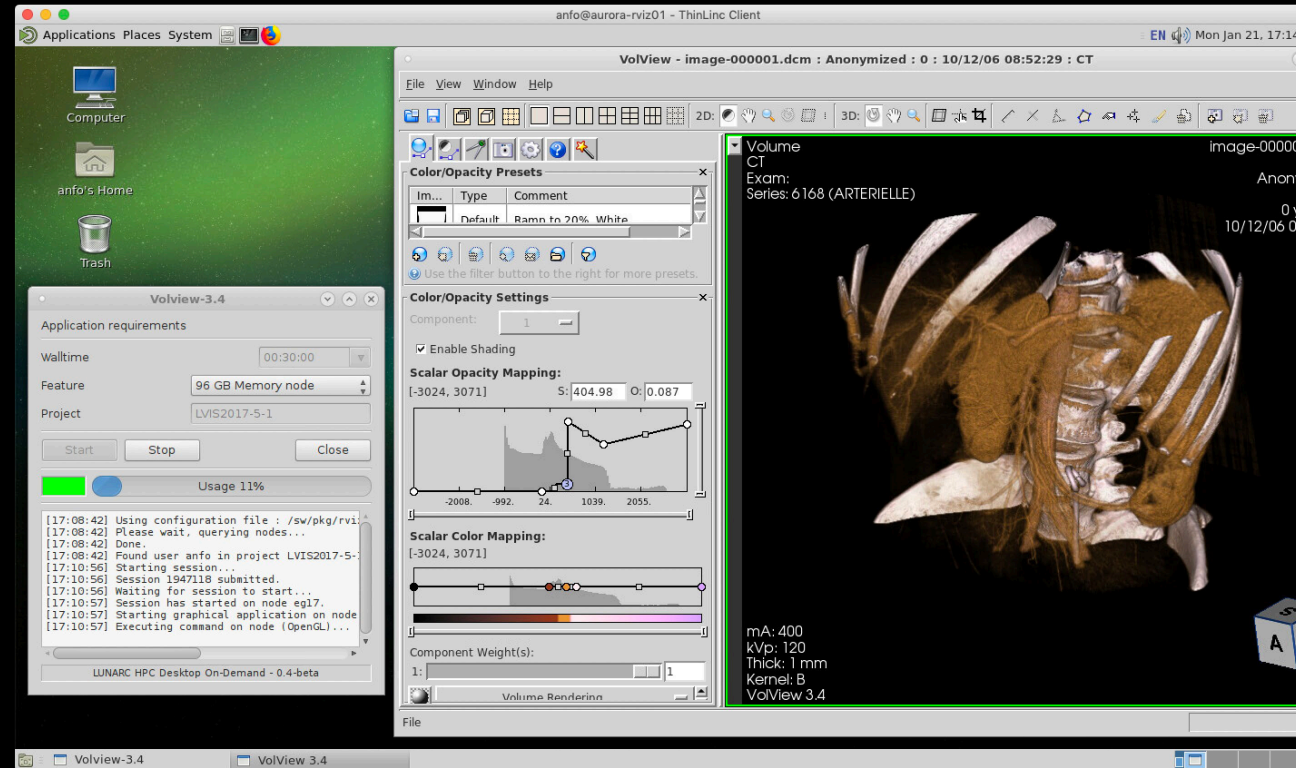 anfo@aurora-rviz01 - ThinLinc Client
Applications Places System
EN Mon Jan 21, 17:14
Computer
anfo's Home
Trash
Volview-3.4
Application requirements
Walltime 00:30:00
Feature 96 GB Memory node
Project LVIS2017-5-1
Start Stop Close
Usage 11%
[17:08:42] Using configuration file : /sw/pkg/rvi
[17:08:42] Please wait, querying nodes...
[17:08:42] Done.
[17:08:42] Found user anfo in project LVIS2017-5-
[17:10:56] Starting session...
[17:10:56] Session 1947118 submitted.
[17:10:56] Waiting for session to start...
[17:10:57] Session has started on node eg17.
[17:10:57] Starting graphical application on node
[17:10:57] Executing command on node (OpenGL)...
LUNARC HPC Desktop On-Demand - 0.4-beta
VolView - image-000001.dcm : Anonymized : 0 : 10/12/06 08:52:29 : CT
File View Window Help
2D: 3D:
Color/Opacity Presets
Im... Type Comment
Default Ramp to 20%, White
Use the filter button to the right for more presets.
Color/Opacity Settings
Component: 1
Enable Shading
Scalar Opacity Mapping:
[-3024, 3071] S: 404.98 O: 0.087
3
-2008. -992. 24. 1039. 2055.
Scalar Color Mapping:
[-3024, 3071]
Component Weight(s):
1: 1
Volume Rendering
File
Volume
CT
Exam:
Series: 6168 (ARTERIELLE)
image-00000
Anon
0
10/12/06 0
mA: 400
kVp: 120
Thick: 1 mm
Kernel: B
VolView 3.4
S
A
Volview-3.4
VolView 3.4